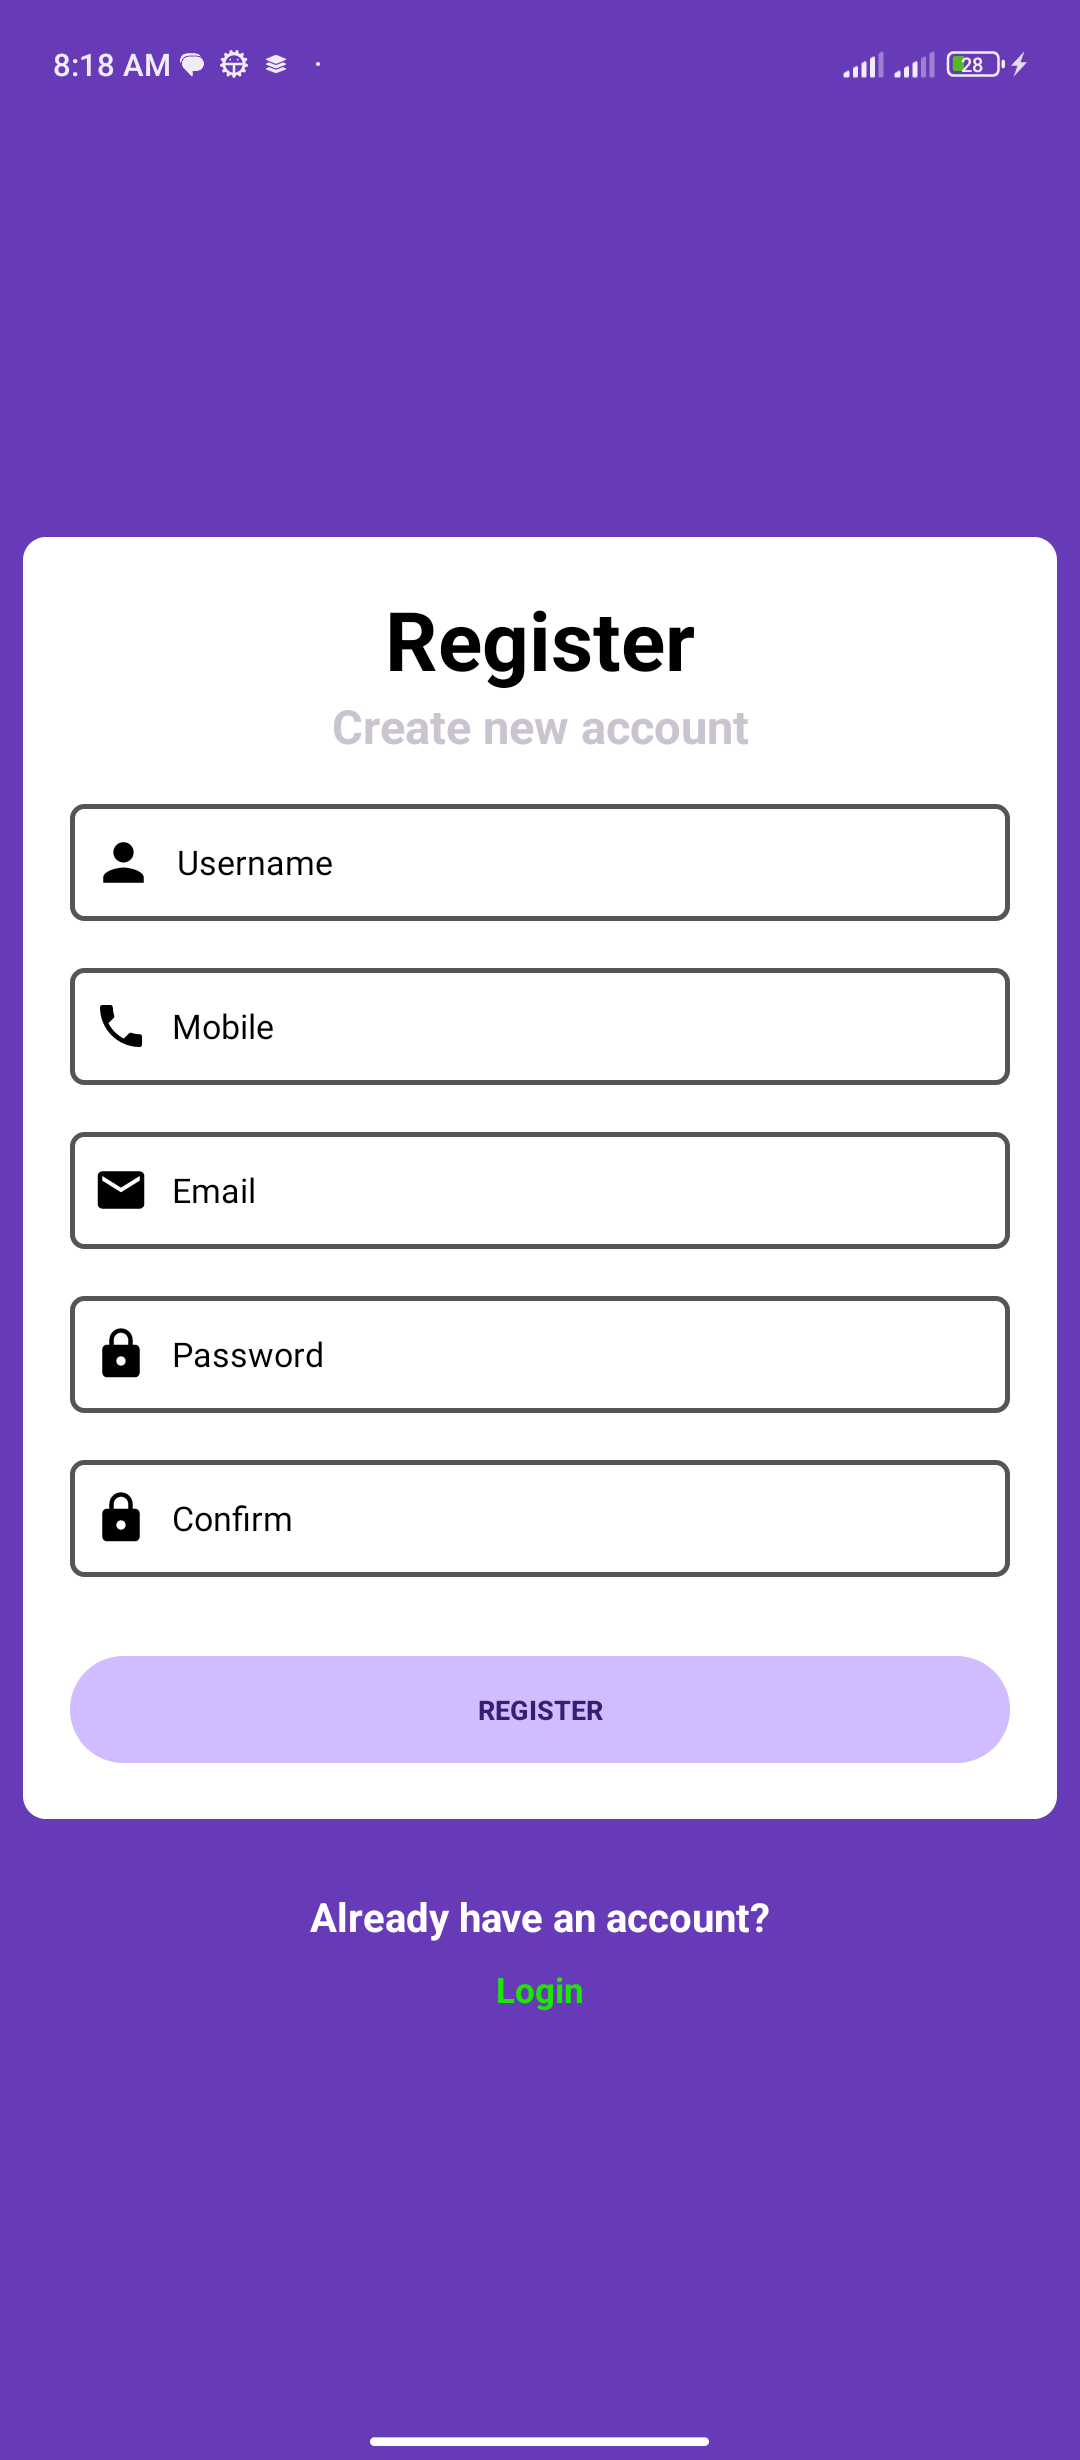 8:18 AM
28
Register
Create new account
Username
Mobile
Email
Password
Confirm
REGISTER
Already have an account?
Login